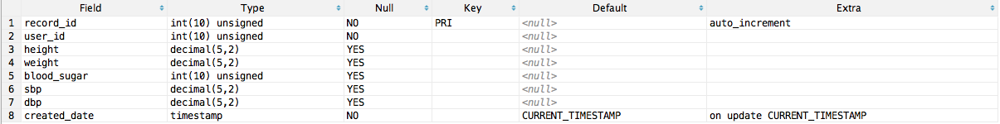 Field Type Null Key Default Extra
1 record_id int(10) unsigned NO PRI <null> auto_increment
2 user_id int(10) unsigned NO <null>
3 height decimal(5,2) YES <null>
4 weight decimal(5,2) YES <null>
5 blood_sugar int(10) unsigned YES <null>
6 sbp decimal(5,2) YES <null>
7 dbp decimal(5,2) YES <null>
8 created_date timestamp NO CURRENT_TIMESTAMP on update CURRENT_TIMESTAMP